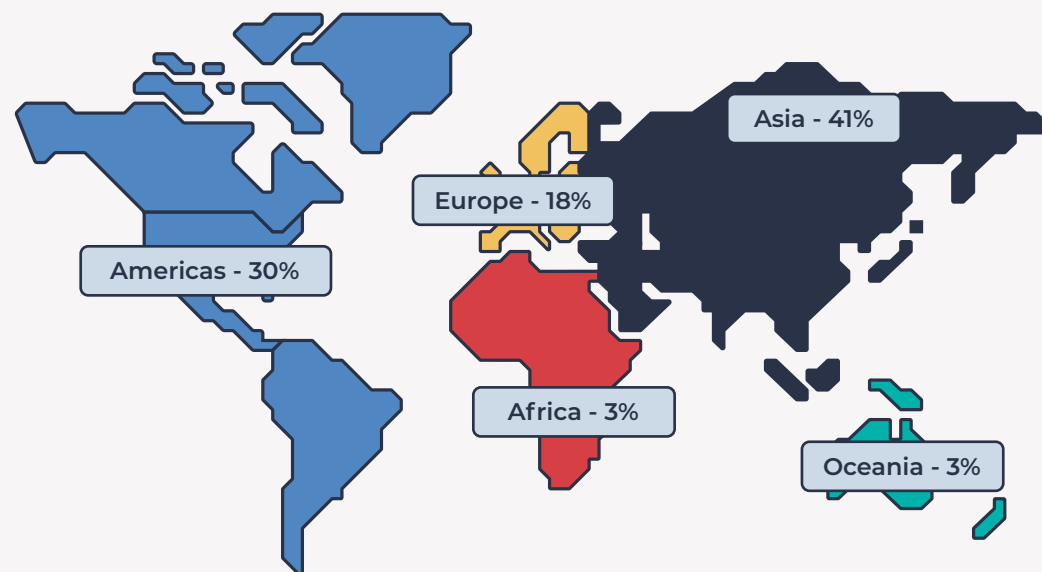 Asia - 41%
Europe - 18%
Americas - 30%
Africa - 3%
Oceania - 3%